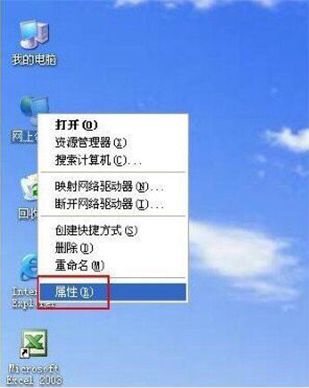 我的电脑
网上
打开(O)
资源管理器(X)
搜索计算机(C)...
映射网络驱动器(N)...
断开网络驱动器(I)...
回收
创建快捷方式(S)
删除(D)
重命名(M)
属性(R)
Internet
Explorer
Microsoft
Excel 2003